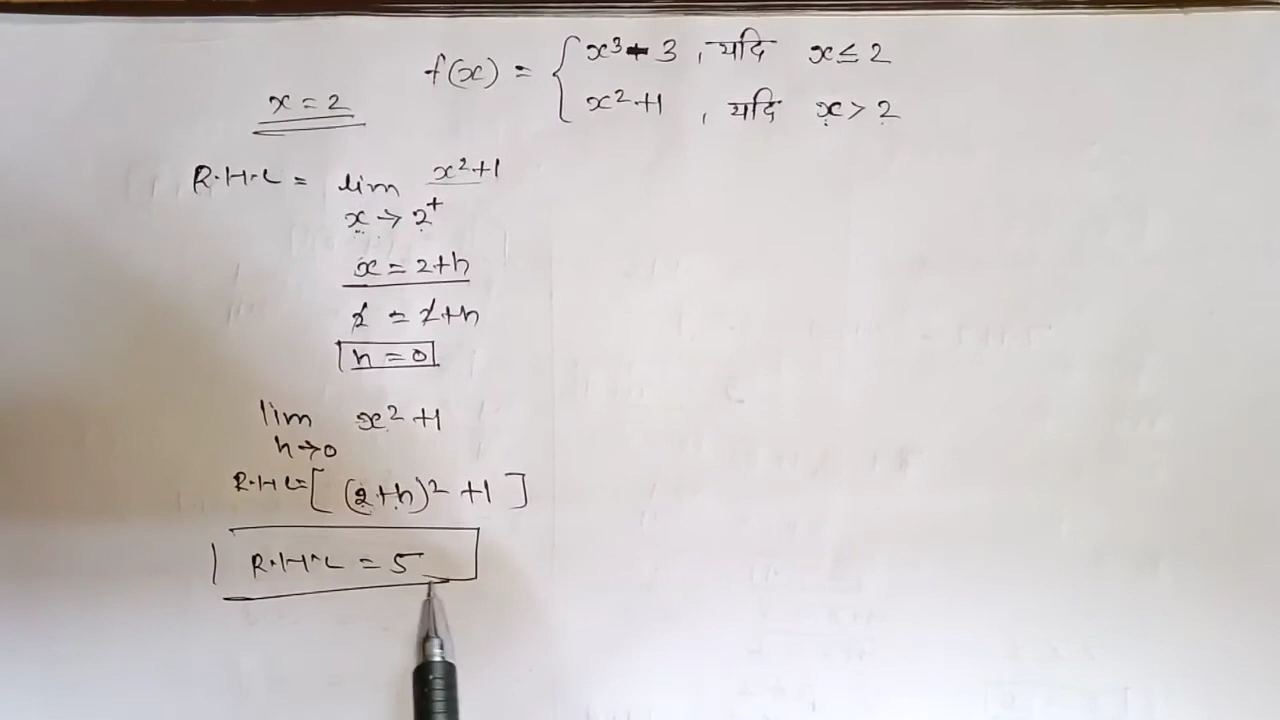 f(x) = { x³ - 3 , यदि x ≤ 2
x² + 1 , यदि x > 2
x = 2
R.H.L = lim x² + 1
x → 2⁺
x = 2 + h
2 = 2 + h
h = 0
lim x² + 1
h → 0
R.H.L = [ (2 + h)² + 1 ]
R.H.L = 5